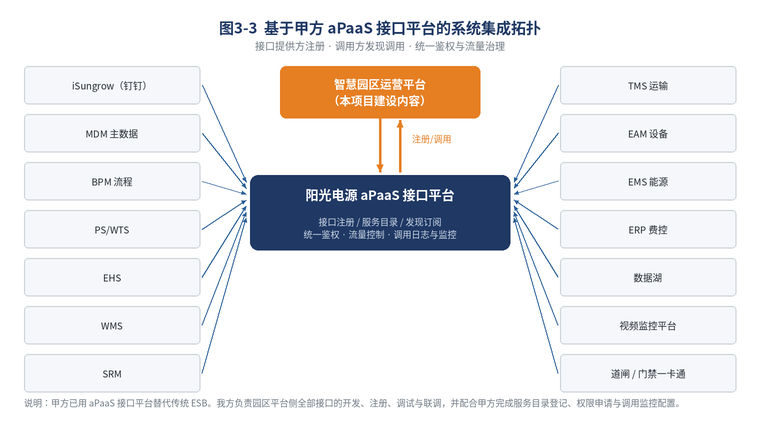 图3-3 基于甲方 aPaaS 接口平台的系统集成拓扑
接口提供方注册 · 调用方发现调用 · 统一鉴权与流量治理
智慧园区运营平台
（本项目建设内容）
注册/调用
阳光电源 aPaaS 接口平台
接口注册 / 服务目录 / 发现订阅
统一鉴权 · 流量控制 · 调用日志与监控
iSungrow（钉钉）
MDM 主数据
BPM 流程
PS/WTS
EHS
WMS
SRM
TMS 运输
EAM 设备
EMS 能源
ERP 费控
数据湖
视频监控平台
道闸 / 门禁一卡通
说明：甲方已用 aPaaS 接口平台替代传统 ESB。我方负责园区平台侧全部接口的开发、注册、调试与联调，并配合甲方完成服务目录登记、权限申请与调用监控配置。